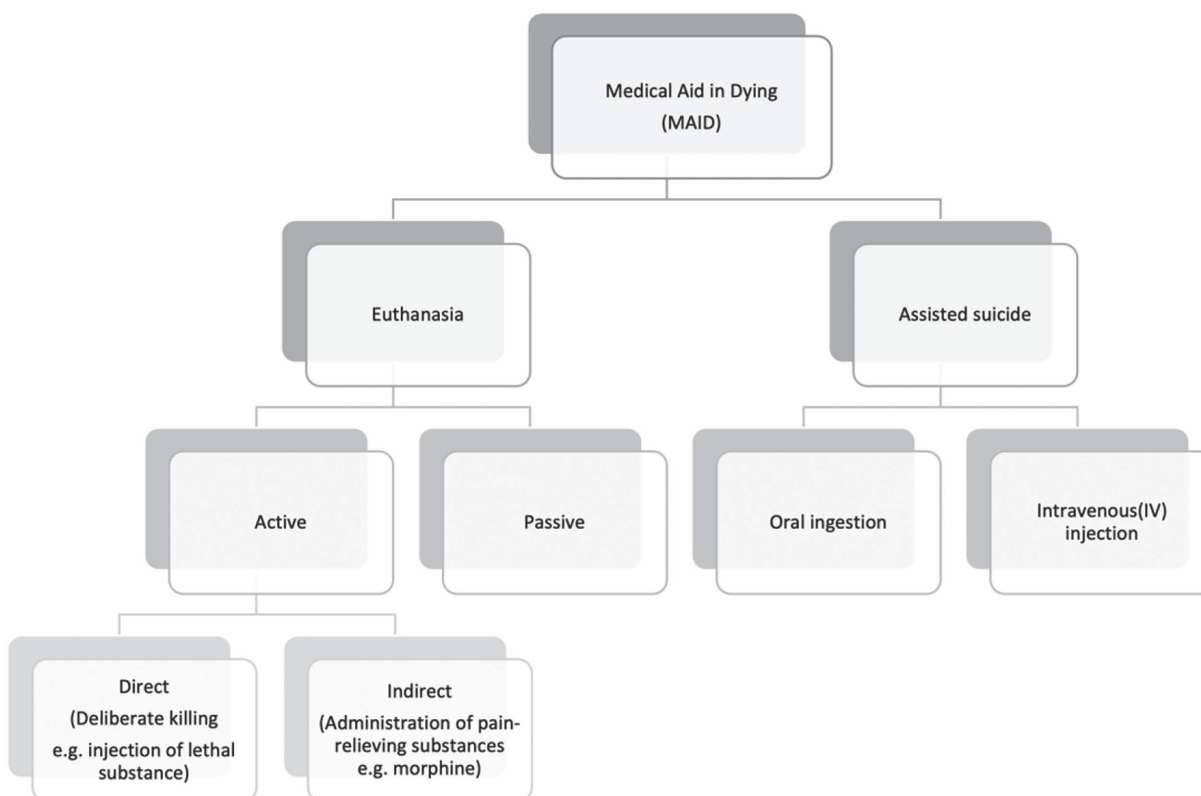 Medical Aid in Dying
(MAID)
Euthanasia
Assisted suicide
Active
Passive
Oral ingestion
Intravenous(IV)
injection
Direct
(Deliberate killing
e.g. injection of lethal
substance)
Indirect
(Administration of pain-
relieving substances
e.g. morphine)